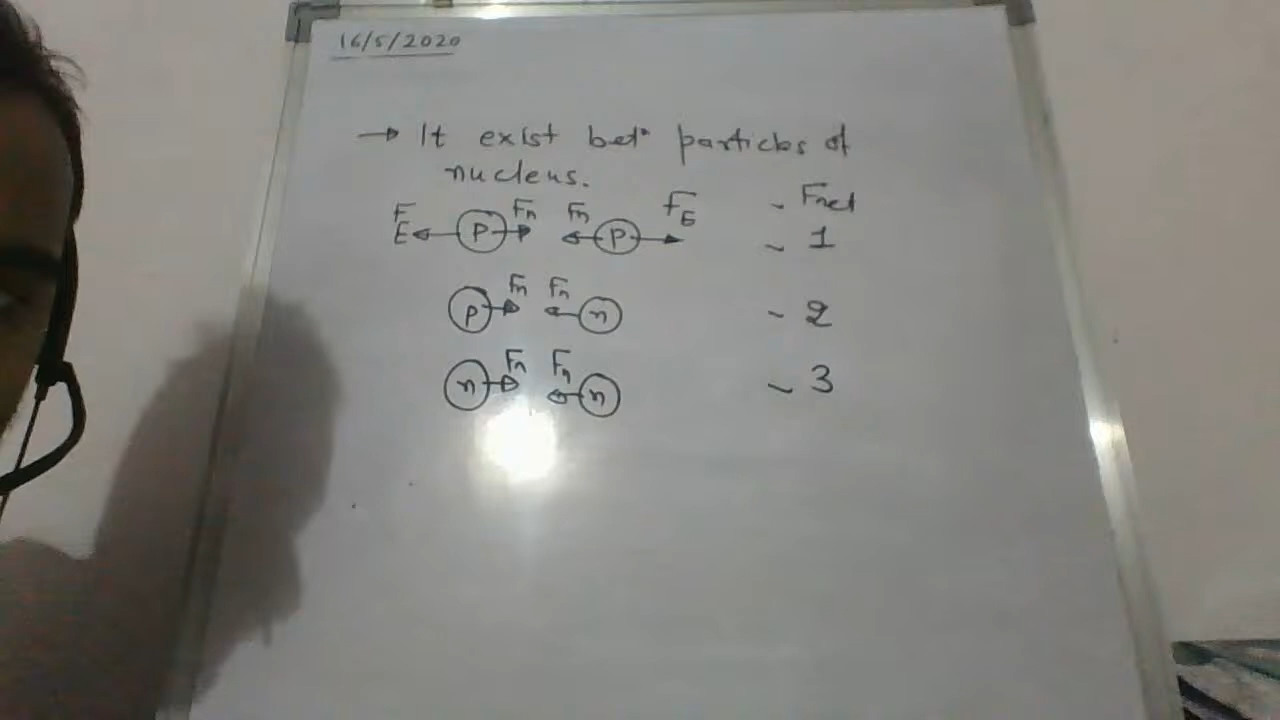 16/5/2020
→ It exist betn particles of
nucleus.
F Fn Fn FE - Fnet
E P P - 1
Fn Fn
P n - 2
Fn Fn
n n - 3